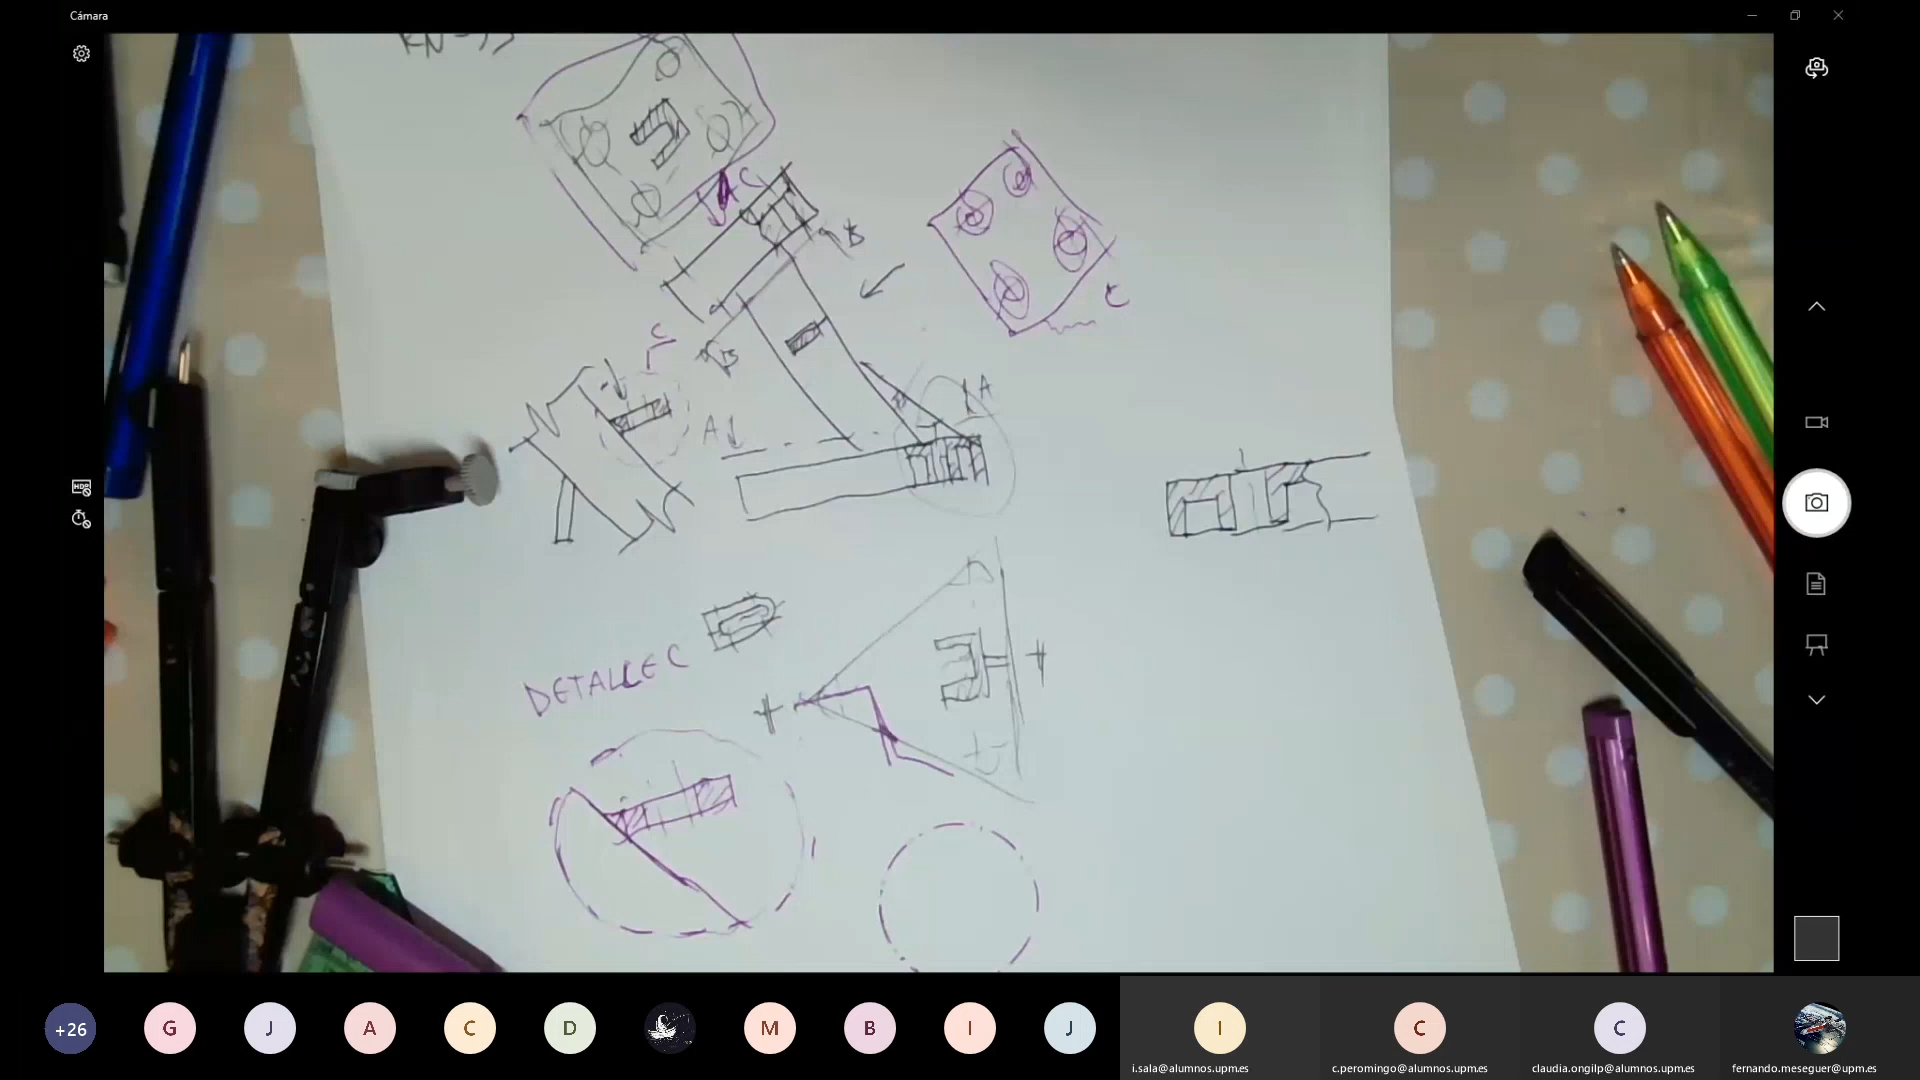 Cámara
C
B
C
C
B
A
A
DETALLE C
+26
G
J
A
C
D
M
B
I
J
I
C
C
i.sala@alumnos.upm.es
c.peromingo@alumnos.upm.es
claudia.ongilp@alumnos.upm.es
fernando.meseguer@upm.es